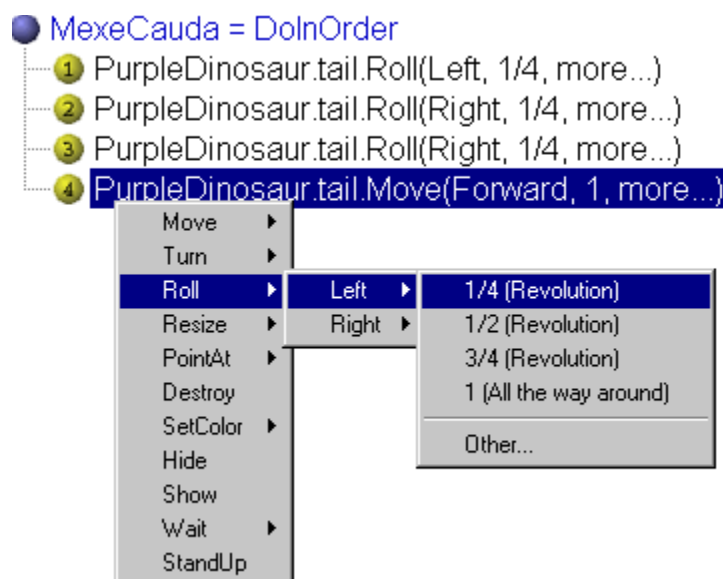 MexeCauda = DoInOrder
1 PurpleDinosaur.tail.Roll(Left, 1/4, more...)
2 PurpleDinosaur.tail.Roll(Right, 1/4, more...)
3 PurpleDinosaur.tail.Roll(Right, 1/4, more...)
4 PurpleDinosaur.tail.Move(Forward, 1, more...)
Move
Turn
Roll
Resize
PointAt
Destroy
SetColor
Hide
Show
Wait
StandUp
Left
Right
1/4 (Revolution)
1/2 (Revolution)
3/4 (Revolution)
1 (All the way around)
Other...